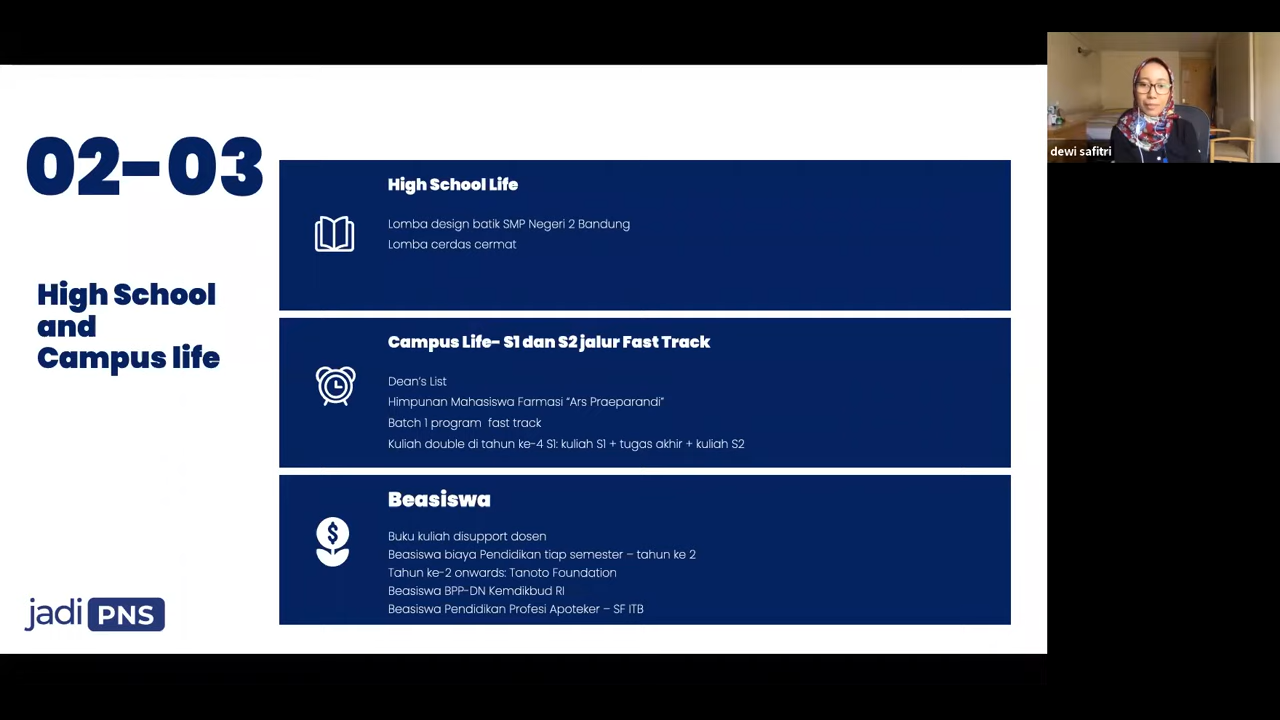 02-03
High School
and
Campus life
High School Life
Lomba design batik SMP Negeri 2 Bandung
Lomba cerdas cermat
Campus Life- S1 dan S2 jalur Fast Track
Dean's List
Himpunan Mahasiswa Farmasi “Ars Praeparandi”
Batch 1 program fast track
Kuliah double di tahun ke-4 S1: kuliah S1 + tugas akhir + kuliah S2
Beasiswa
Buku kuliah disupport dosen
Beasiswa biaya Pendidikan tiap semester – tahun ke 2
Tahun ke-2 onwards: Tanoto Foundation
Beasiswa BPP-DN Kemdikbud RI
Beasiswa Pendidikan Profesi Apoteker – SF ITB
jadi PNS
dewi safitri